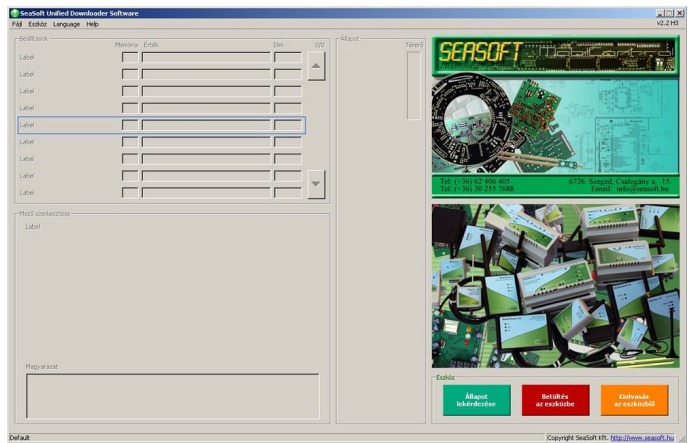 SeaSoft Unified Downloader Software
Fájl Eszköz Language Help
v2.2 H3
Beállítások
Memória Érték Dim. 0/0
Label
Label
Label
Label
Label
Label
Label
Label
Label
Mező szerkesztése
Label
Magyarázat
Állapot
Térerő
SEASOFT
Tel: (+36) 62 406 405 6726. Szeged, Csalogány u. 15.
Tel: (+36) 30 255 7688 Email: info@seasoft.hu
Eszköz
Állapot
lekérdezése
Betöltés
az eszközbe
Kiolvasás
az eszközből
Default
Copyright SeaSoft Kft. http://www.seasoft.hu